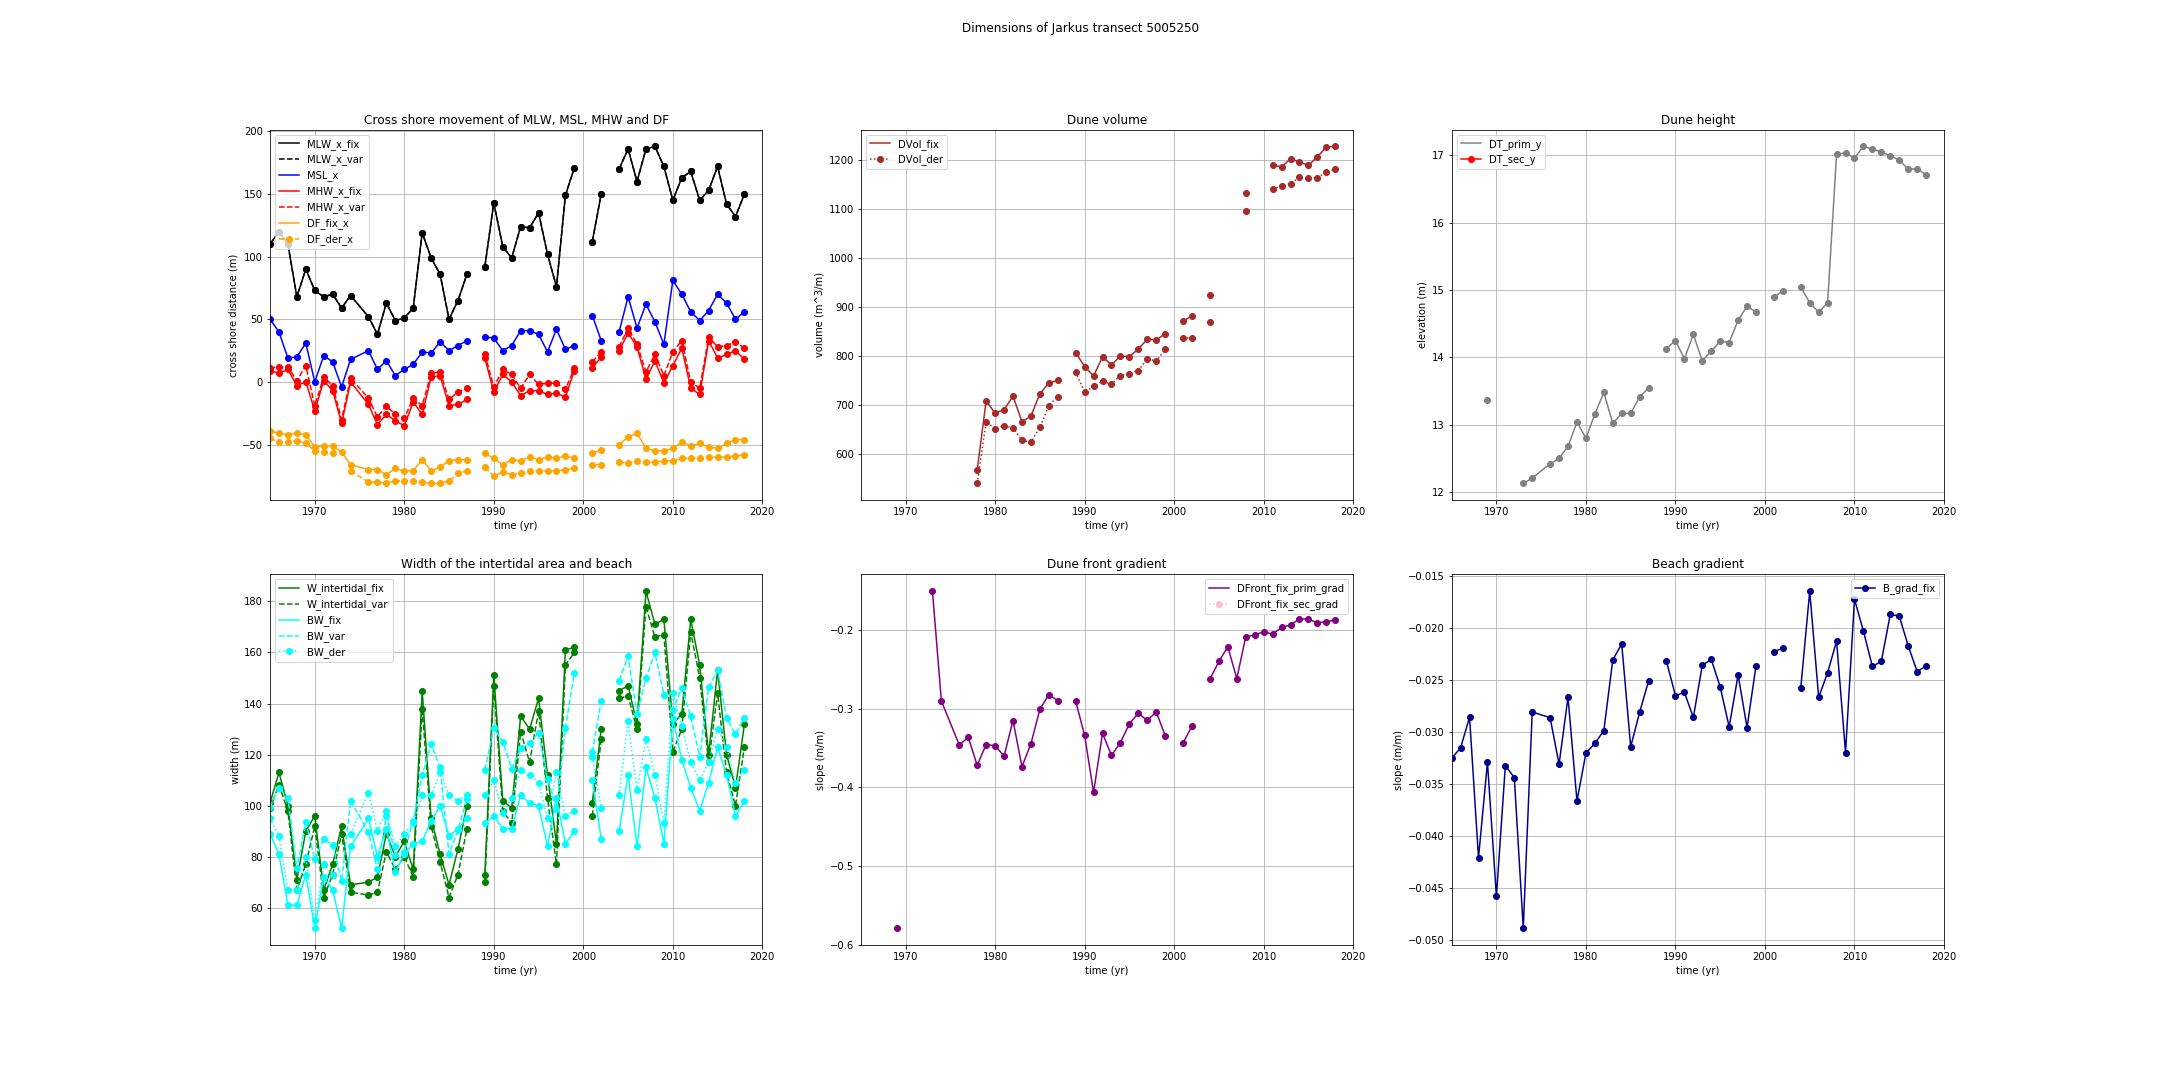 Dimensions of Jarkus transect 5005250
Cross shore movement of MLW, MSL, MHW and DF
200
150
100
50
0
−50
cross shore distance (m)
MLW_x_fix
MLW_x_var
MSL_x
MHW_x_fix
MHW_x_var
DF_fix_x
DF_der_x
1970 1980 1990 2000 2010 2020
time (yr)
Dune volume
1200
1100
1000
900
800
700
600
volume (m^3/m)
DVol_fix
DVol_der
1970 1980 1990 2000 2010 2020
time (yr)
Dune height
17
16
15
14
13
12
elevation (m)
DT_prim_y
DT_sec_y
1970 1980 1990 2000 2010 2020
time (yr)
Width of the intertidal area and beach
180
160
140
120
100
80
60
width (m)
W_intertidal_fix
W_intertidal_var
BW_fix
BW_var
BW_der
1970 1980 1990 2000 2010 2020
time (yr)
Dune front gradient
−0.2
−0.3
−0.4
−0.5
−0.6
slope (m/m)
DFront_fix_prim_grad
DFront_fix_sec_grad
1970 1980 1990 2000 2010 2020
time (yr)
Beach gradient
−0.015
−0.020
−0.025
−0.030
−0.035
−0.040
−0.045
−0.050
slope (m/m)
B_grad_fix
1970 1980 1990 2000 2010 2020
time (yr)